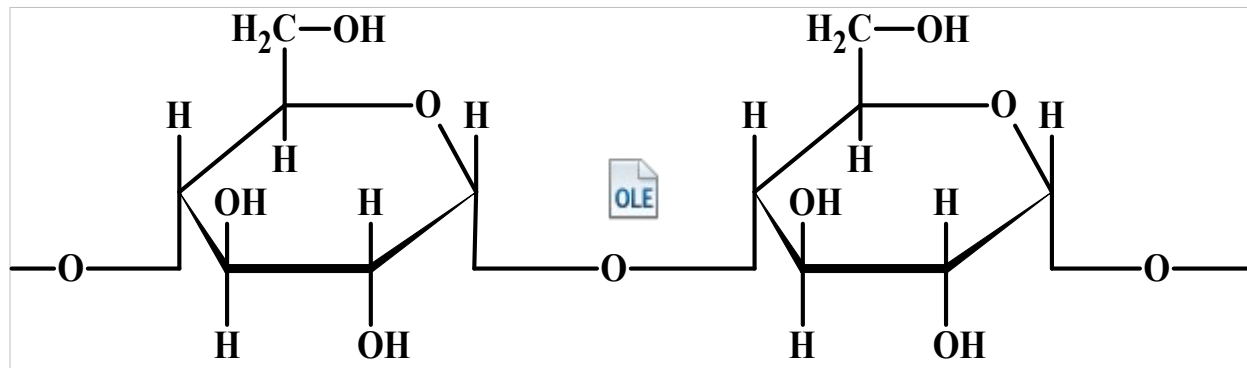 H₂C OH H₂C OH
O O
H H H H
H H
OLE
OH H OH H
O O O
H OH H OH